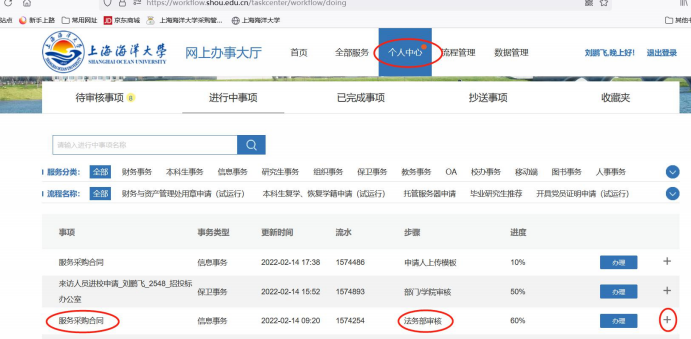 https://workflow.shou.edu.cn/taskcenter/workflow/doing
站点 新手上路 常用网址 京东商城 上海海洋大学采购管... 上海海洋大学
上海海洋大學 网上办事大厅 首页 全部服务 个人中心 流程管理 数据管理 刘鹏飞,晚上好! 退出登录
SHANGHAI OCEAN UNIVERSITY
待审核事项 8 进行中事项 已完成事项 抄送事项 收藏夹
请输入进行中事项名称
服务分类: 全部 财务事务 本科生事务 信息事务 研究生事务 组织事务 保卫事务 教务事务 OA 校办事务 移动端 图书事务 人事事务
流程名称: 全部 财务与资产管理处用章申请（试运行） 本科生复学、恢复学籍申请（试运行） 托管服务器申请 毕业研究生推荐 开具党员证明申请（试运行）
事项 事务类型 更新时间 流水 步骤 进度
服务采购合同 信息事务 2022-02-14 17:38 1574486 申请人上传模板 10% 办理 +
来访人员进校申请_刘鹏飞_2548_招投标办公室 保卫事务 2022-02-14 15:52 1574893 部门/学院审核 50% 办理 +
服务采购合同 信息事务 2022-02-14 09:20 1574254 法务部审核 60% 办理 +